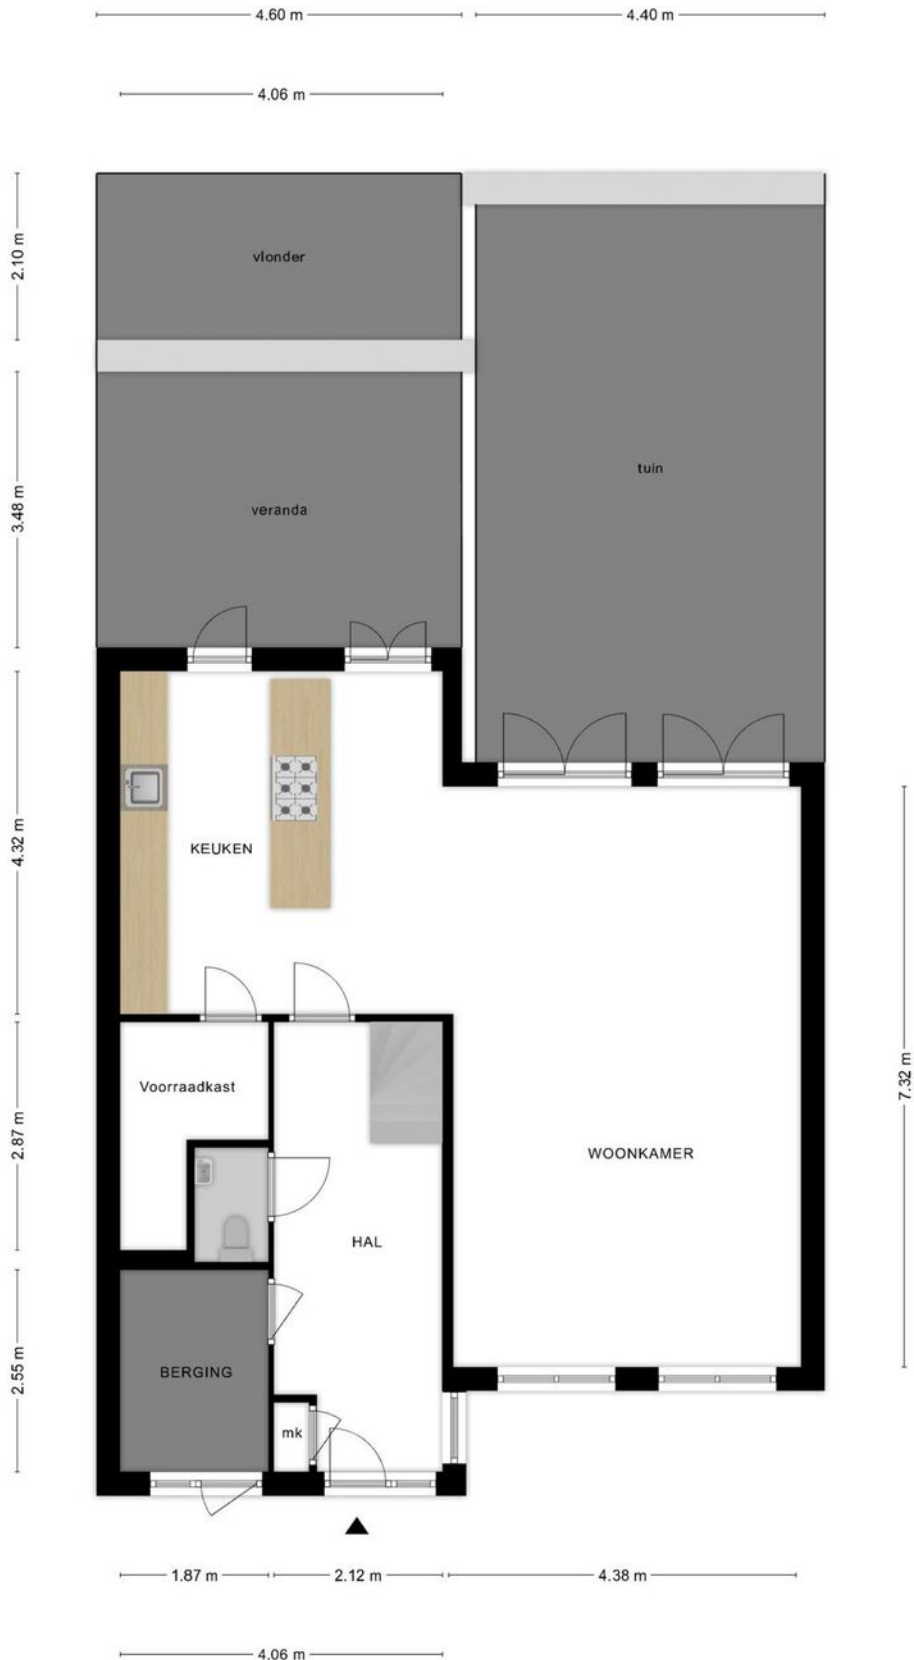 4.60 m
4.40 m
4.06 m
2.10 m
vlonder
tuin
3.48 m
veranda
4.32 m
KEUKEN
7.32 m
2.87 m
Voorraadkast
WOONKAMER
HAL
2.55 m
BERGING
mk
1.87 m
2.12 m
4.38 m
4.06 m